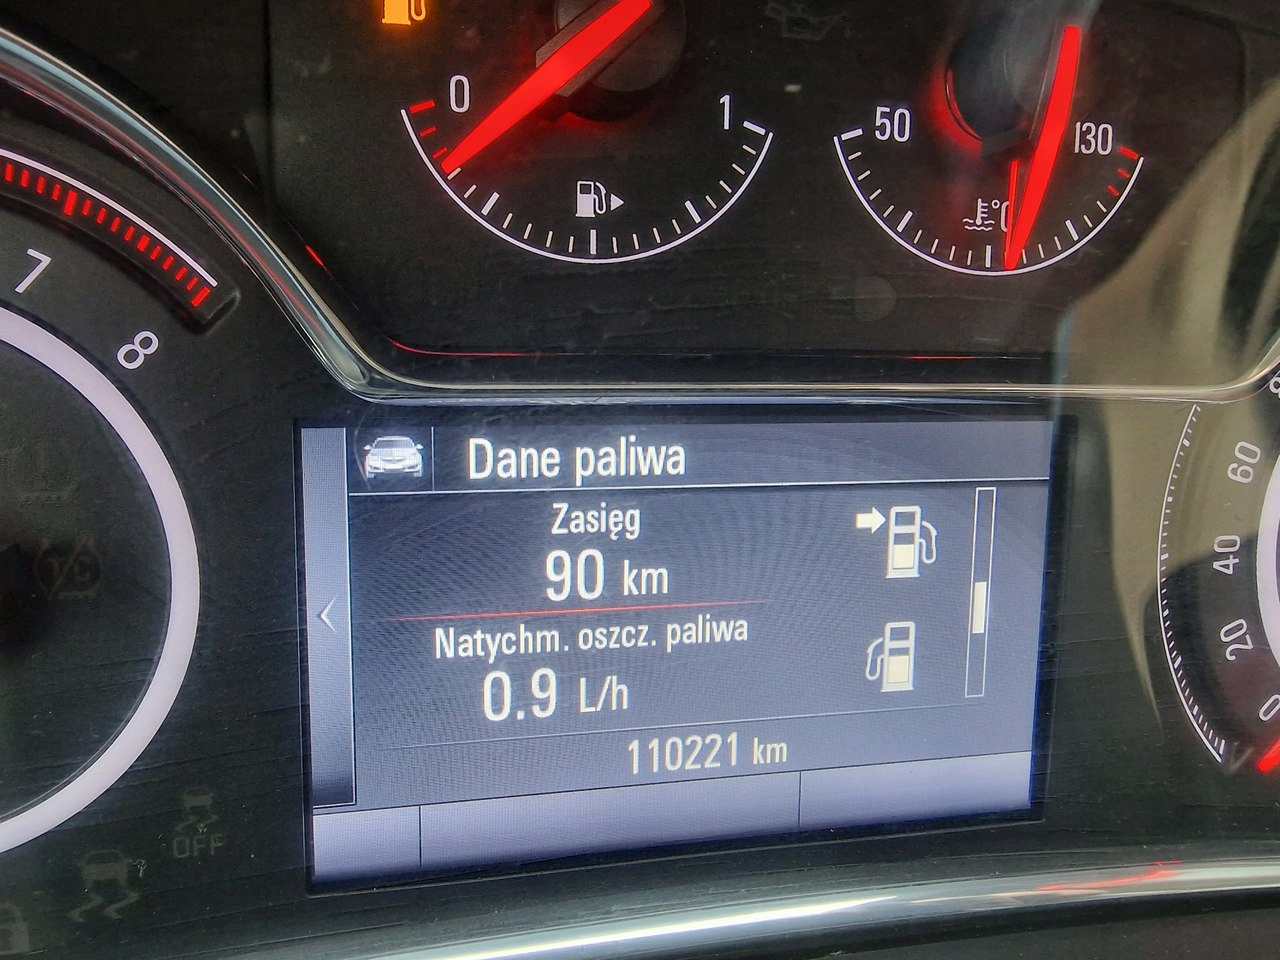 0
1
50
130
7
8
60
40
20
0
Dane paliwa
Zasięg
90 km
Natychm. oszcz. paliwa
0.9 L/h
110221 km
OFF